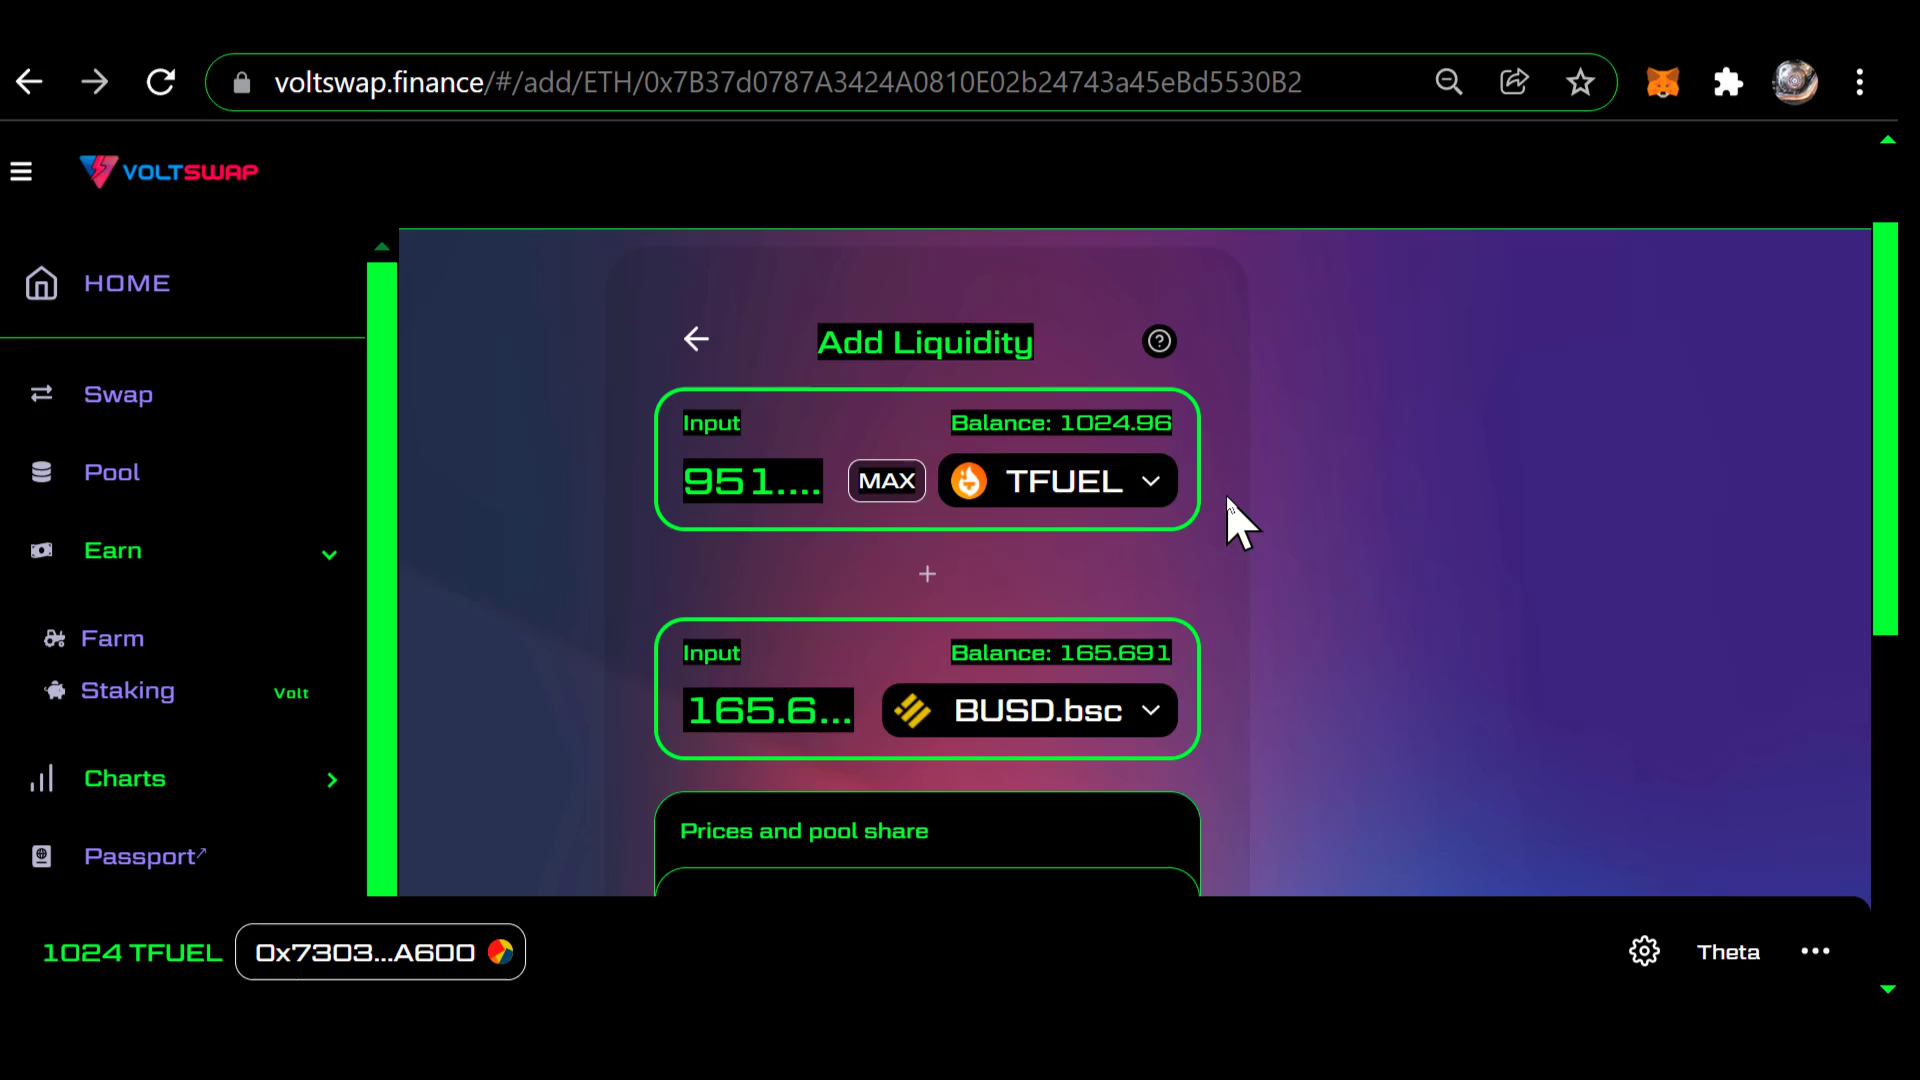 voltswap.finance/#/add/ETH/0x7B37d0787A3424A0810E02b24743a45eBd5530B2
VOLTSWAP
HOME
Swap
Pool
Earn
Farm
Staking Volt
Charts
Passport↗
Add Liquidity
Input Balance: 1024.96
951.... MAX TFUEL
+
Input Balance: 165.691
165.6... BUSD.bsc
Prices and pool share
1024 TFUEL 0x7303...A600
Theta